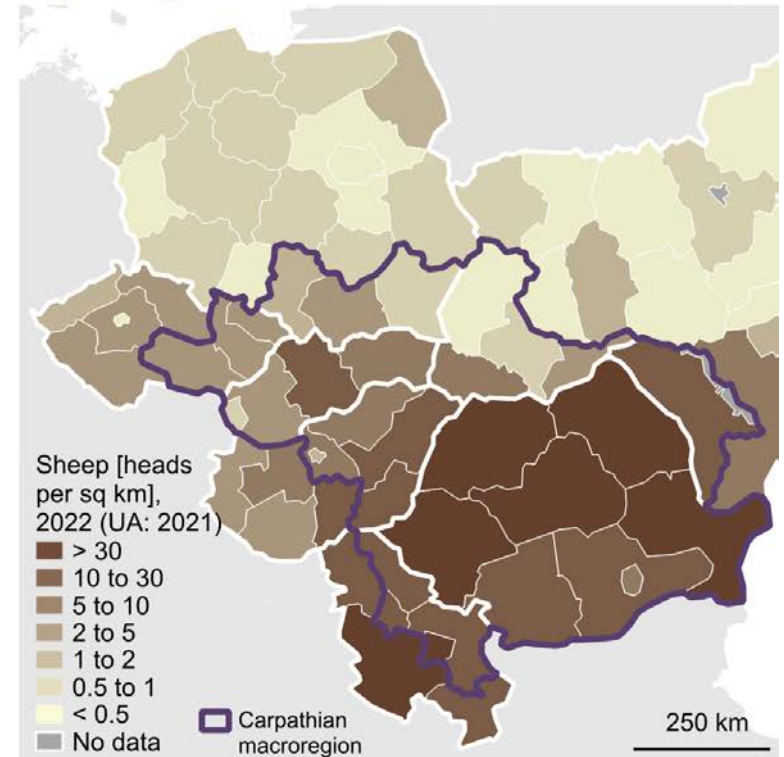 Sheep [heads
per sq km],
2022 (UA: 2021)
> 30
10 to 30
5 to 10
2 to 5
1 to 2
0.5 to 1
< 0.5
No data
Carpathian
macroregion
250 km